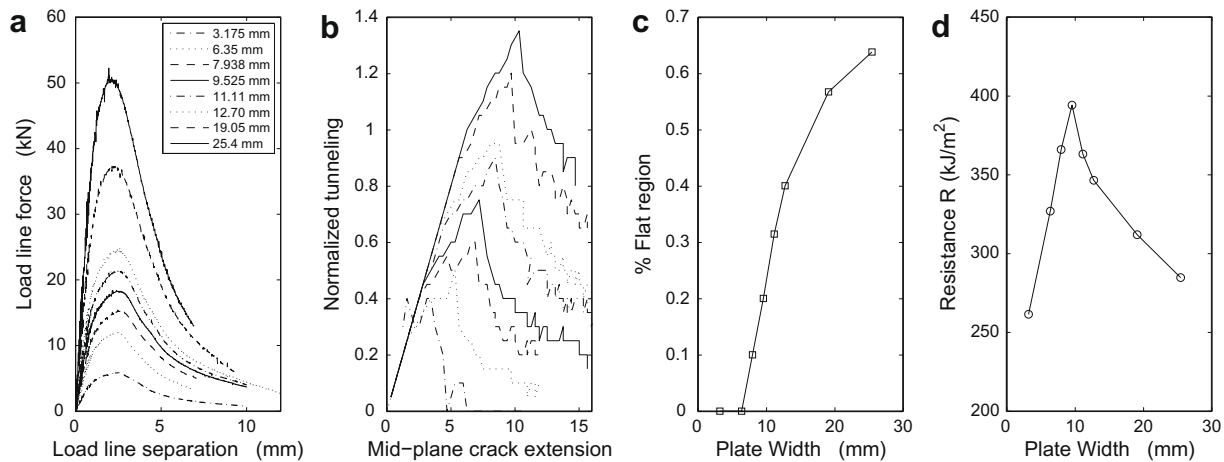 a
60
50
40
30
20
10
0
0 5 10
Load line force (kN)
Load line separation (mm)
3.175 mm
6.35 mm
7.938 mm
9.525 mm
11.11 mm
12.70 mm
19.05 mm
25.4 mm
b
1.4
1.2
1
0.8
0.6
0.4
0.2
0
0 5 10 15
Normalized tunneling
Mid-plane crack extension
c
0.7
0.6
0.5
0.4
0.3
0.2
0.1
0
0 10 20 30
% Flat region
Plate Width (mm)
d
450
400
350
300
250
200
0 10 20 30
Resistance R (kJ/m²)
Plate Width (mm)